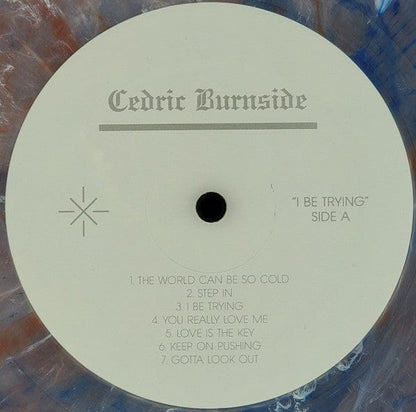 Cedric Burnside
"I BE TRYING"
SIDE A
1. THE WORLD CAN BE SO COLD
2. STEP IN
3. I BE TRYING
4. YOU REALLY LOVE ME
5. LOVE IS THE KEY
6. KEEP ON PUSHING
7. GOTTA LOOK OUT